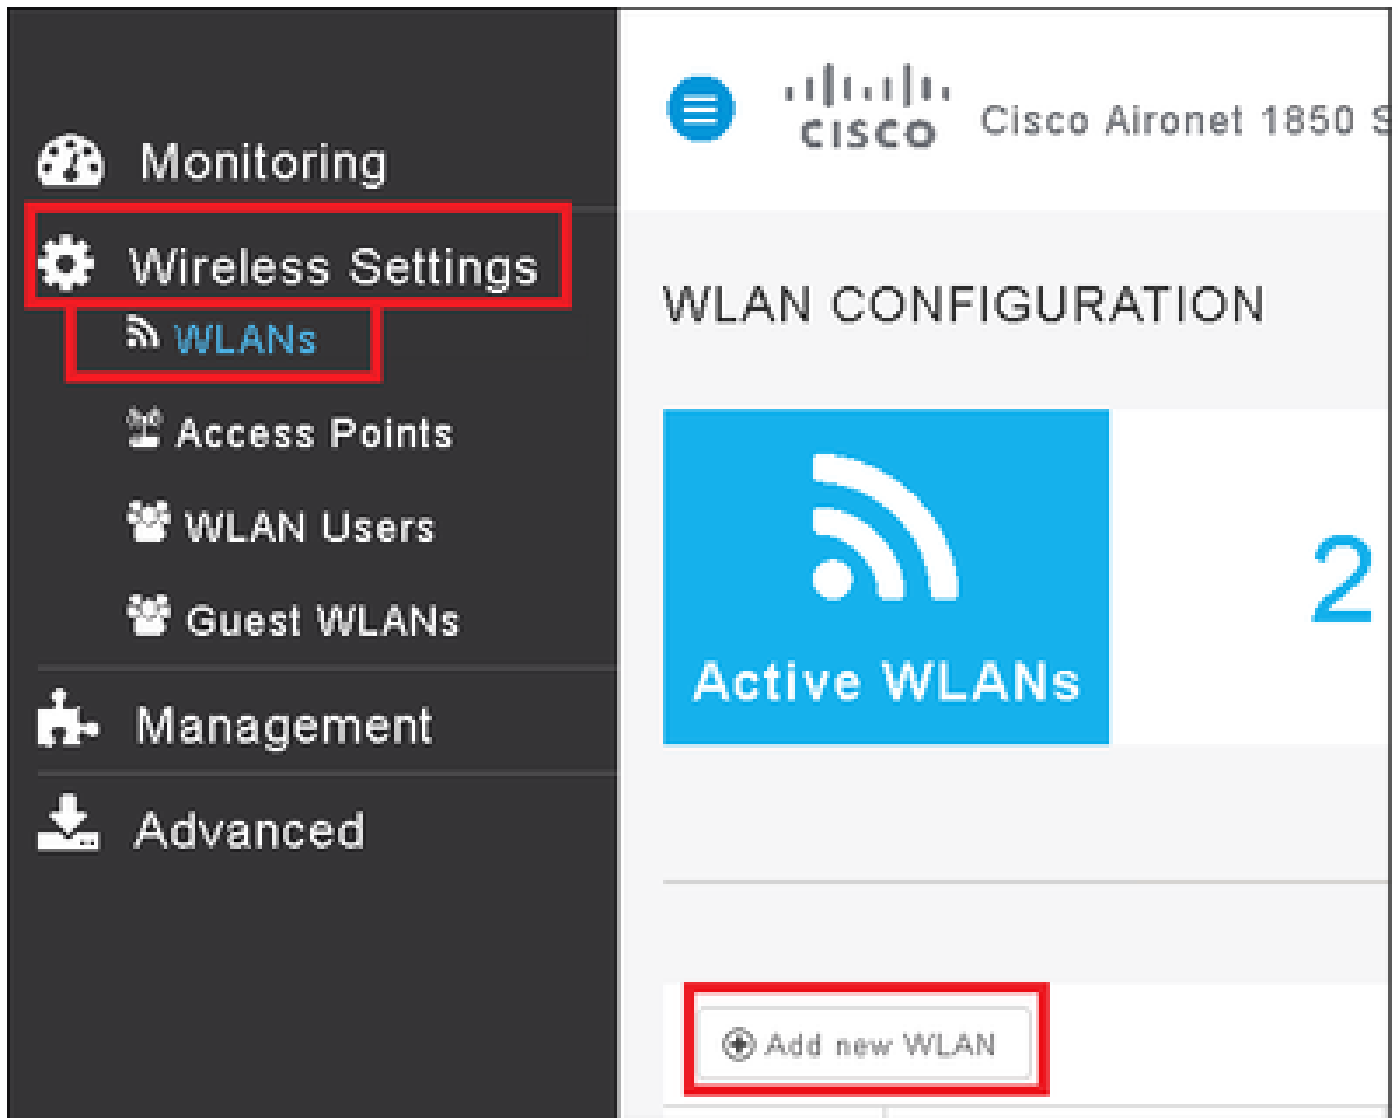 Monitoring
Wireless Settings
WLANs
Access Points
WLAN Users
Guest WLANs
Management
Advanced
CISCO
Cisco Aironet 1850 S
WLAN CONFIGURATION
Active WLANs
2
Add new WLAN